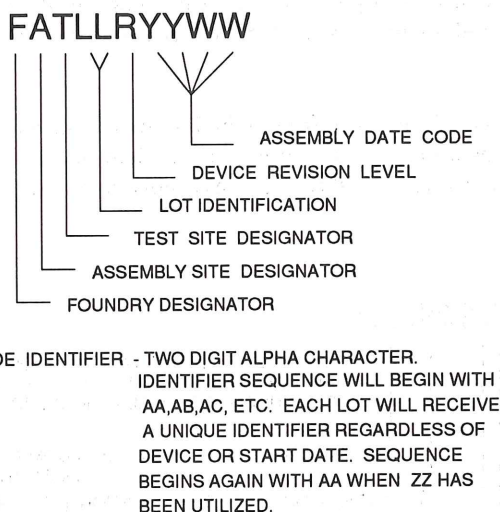 FATLLRYYWW
ASSEMBLY DATE CODE
DEVICE REVISION LEVEL
LOT IDENTIFICATION
TEST SITE DESIGNATOR
ASSEMBLY SITE DESIGNATOR
FOUNDRY DESIGNATOR
DE IDENTIFIER - TWO DIGIT ALPHA CHARACTER.
IDENTIFIER SEQUENCE WILL BEGIN WITH
AA,AB,AC, ETC. EACH LOT WILL RECEIVE
A UNIQUE IDENTIFIER REGARDLESS OF
DEVICE OR START DATE. SEQUENCE
BEGINS AGAIN WITH AA WHEN ZZ HAS
BEEN UTILIZED.